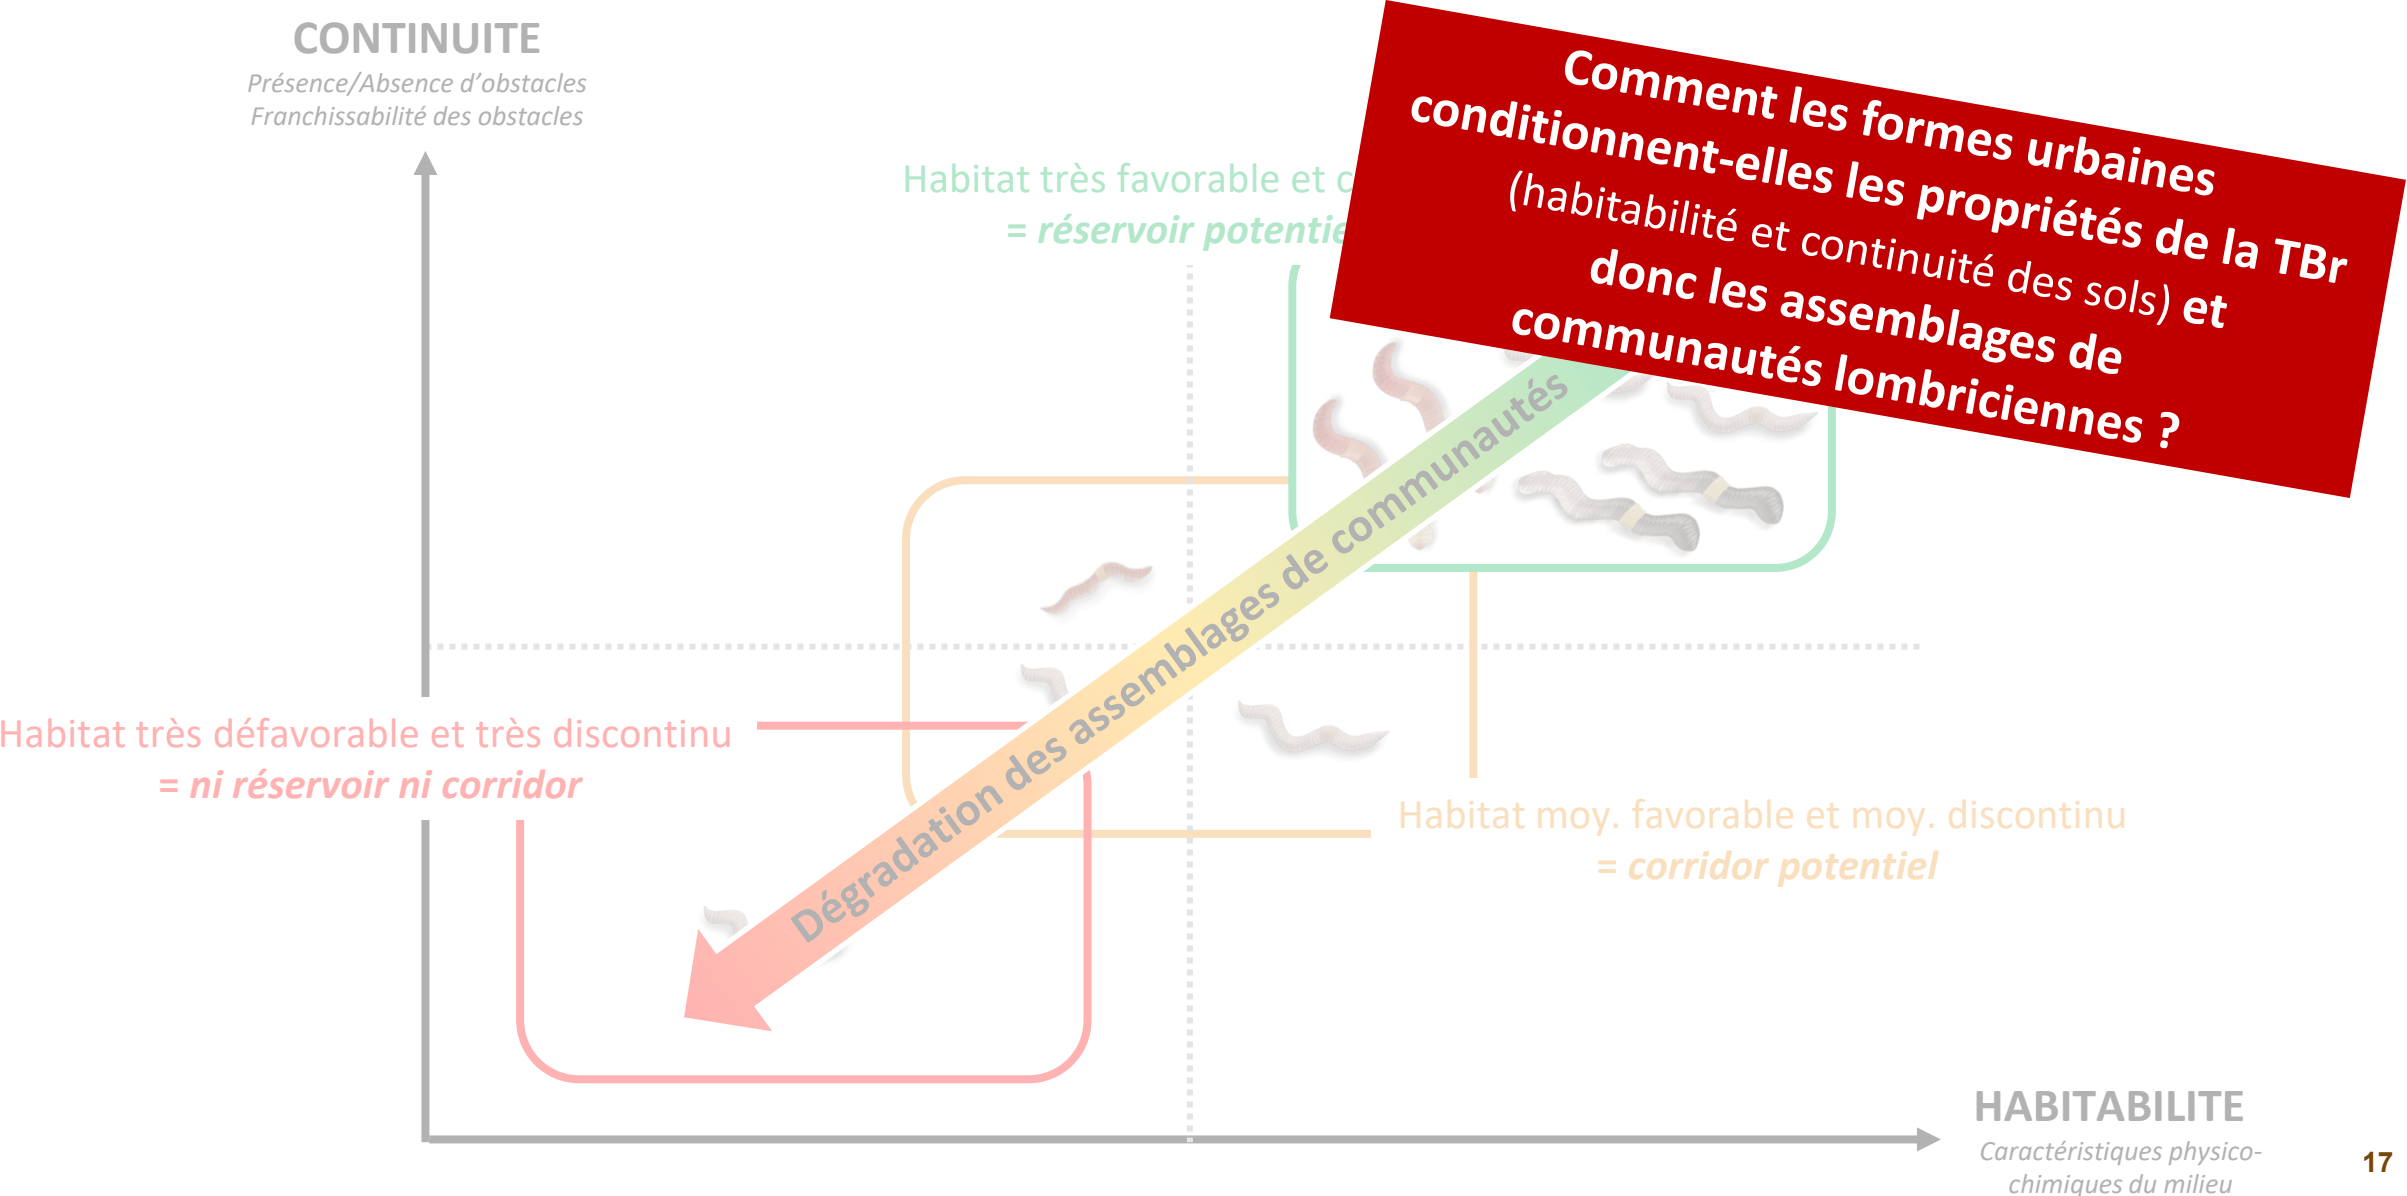 CONTINUITE
Présence/Absence d'obstacles
Franchissabilité des obstacles
Habitat très favorable et
= réservoir
Comment les formes urbaines
conditionnent-elles les propriétés de la TBr
(habitabilité et continuité des sols) et
donc les assemblages de
communautés lombriciennes ?
Dégradation des assemblages de communautés
Habitat très défavorable et très discontinu
= ni réservoir ni corridor
Habitat moy. favorable et moy. discontinu
= corridor potentiel
HABITABILITE
Caractéristiques physico-
chimiques du milieu
17